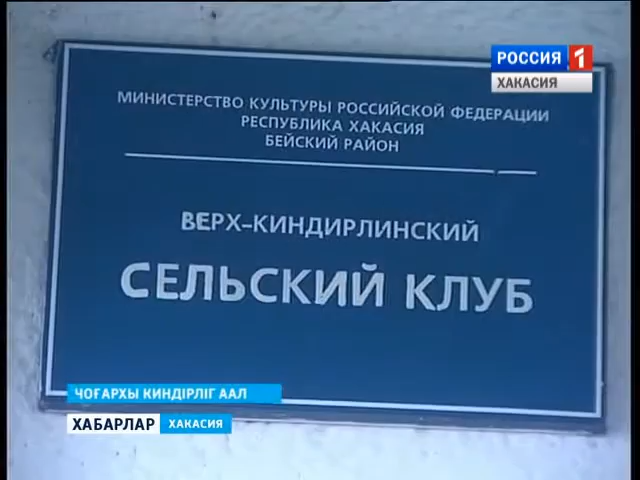 РОССИЯ 1
ХАКАСИЯ
МИНИСТЕРСТВО КУЛЬТУРЫ РОССИЙСКОЙ ФЕДЕРАЦИИ
РЕСПУБЛИКА ХАКАСИЯ
БЕЙСКИЙ РАЙОН
ВЕРХ-КИНДИРЛИНСКИЙ
СЕЛЬСКИЙ КЛУБ
ЧОҒАРХЫ КИНДІРЛІГ ААЛ
ХАБАРЛАР ХАКАСИЯ